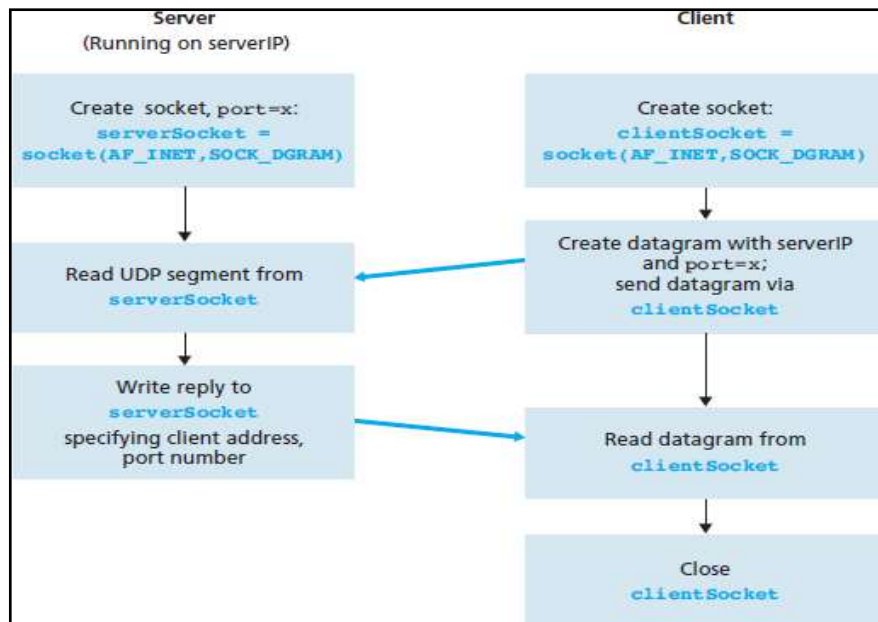 Server
(Running on serverIP)
Client
Create socket, port=x:
serverSocket =
socket(AF_INET,SOCK_DGRAM)
Create socket:
clientSocket =
socket(AF_INET,SOCK_DGRAM)
Create datagram with serverIP
and port=x;
send datagram via
clientSocket
Read UDP segment from
serverSocket
Write reply to
serverSocket
specifying client address,
port number
Read datagram from
clientSocket
Close
clientSocket